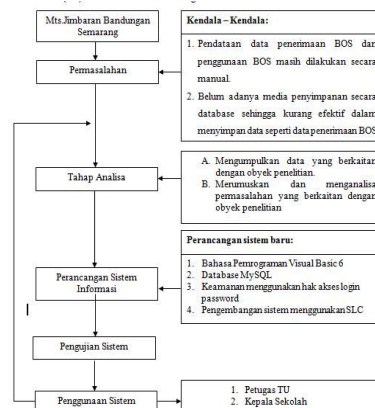 Mts.Jimbaran Bandungan
Semarang
Kendala – Kendala:
1. Pendataan data penerimaan BOS dan
penggunaan BOS masih dilakukan secara
manual.
2. Belum adanya media penyimpanan secara
database sehingga kurang efektif dalam
menyimpan data seperti data penerimaan BOS
Permasalahan
Tahap Analisa
A. Mengumpulkan data yang berkaitan
dengan obyek penelitian.
B. Merumuskan dan menganalisa
permasalahan yang berkaitan dengan
obyek penelitian
Perancangan sistem baru:
1. Bahasa Pemrograman Visual Basic 6
2. Database MySQL
3. Keamanan menggunakan hak akses login
password
4. Pengembangan sistem menggunakan SLC
Perancangan Sistem
Informasi
Pengujian Sistem
Penggunaan Sistem
1. Petugas TU
2. Kepala Sekolah